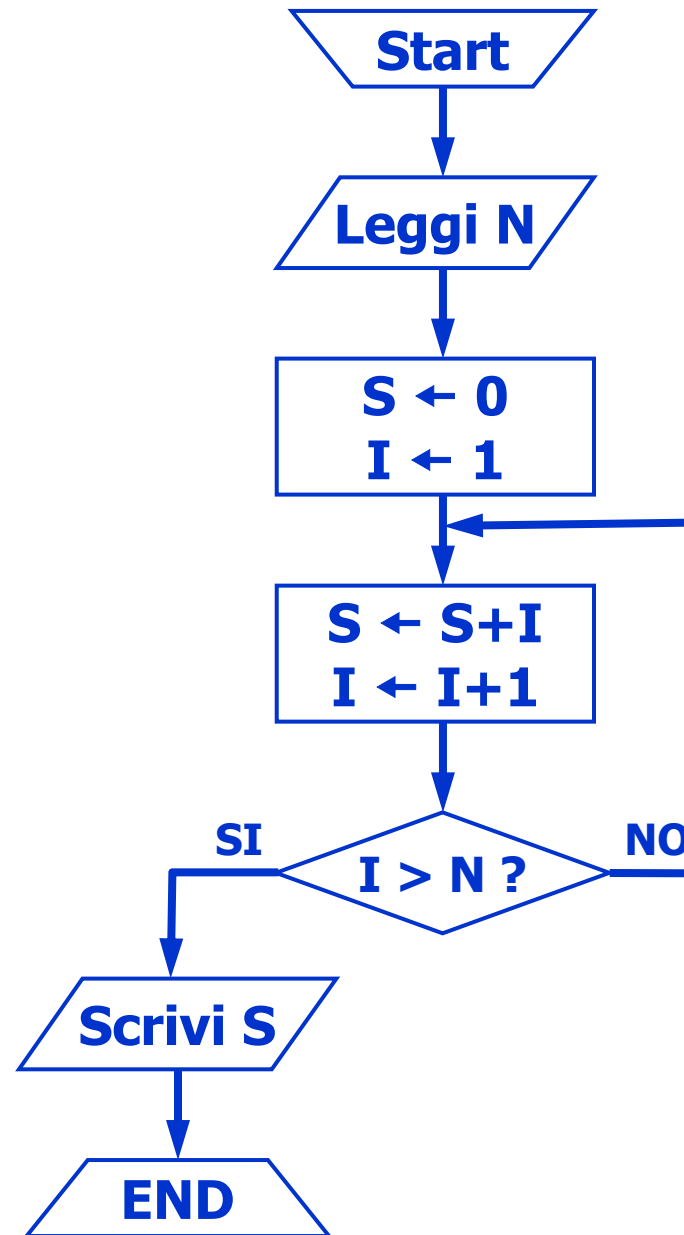 Start
Leggi N
S ← 0
I ← 1
S ← S+I
I ← I+1
SI
NO
I > N ?
Scrivi S
END